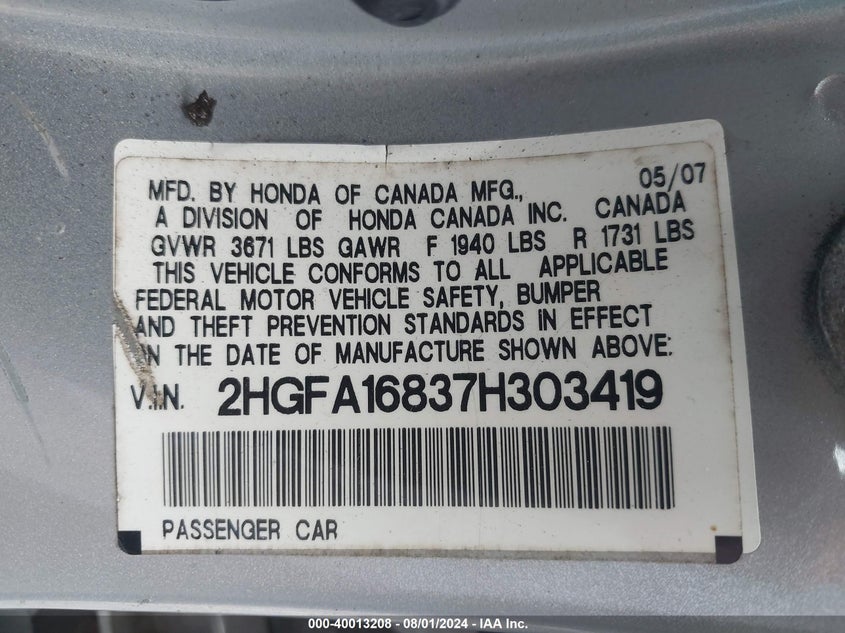 05/07
MFD. BY HONDA OF CANADA MFG.,
A DIVISION OF HONDA CANADA INC. CANADA
GVWR 3671 LBS GAWR F 1940 LBS R 1731 LBS
THIS VEHICLE CONFORMS TO ALL APPLICABLE
FEDERAL MOTOR VEHICLE SAFETY, BUMPER
AND THEFT PREVENTION STANDARDS IN EFFECT
ON THE DATE OF MANUFACTURE SHOWN ABOVE:
V.I.N. 2HGFA16837H303419
PASSENGER CAR
000-40013208 - 08/01/2024 - IAA Inc.